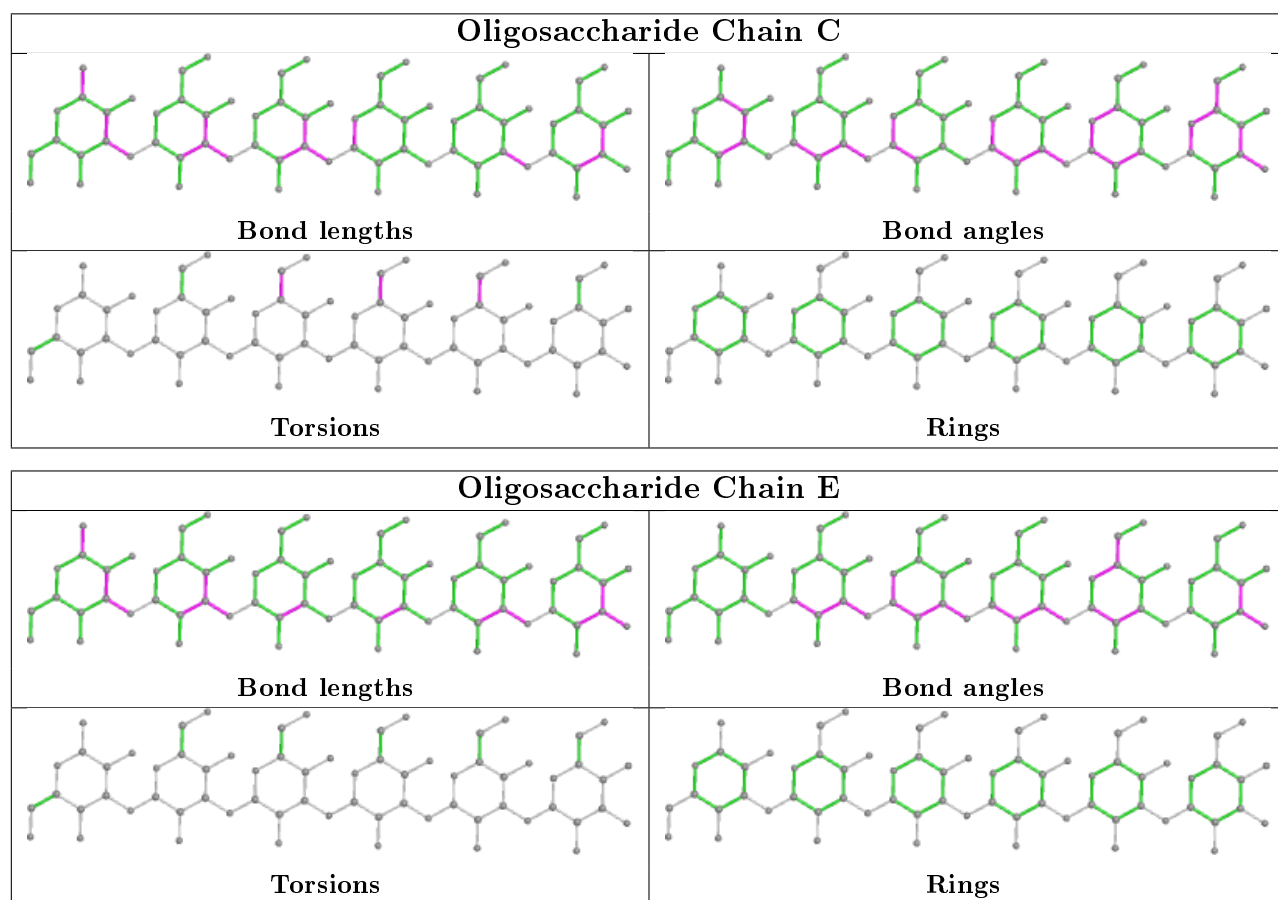 Oligosaccharide Chain C
Bond lengths
Bond angles
Torsions
Rings
Oligosaccharide Chain E
Bond lengths
Bond angles
Torsions
Rings